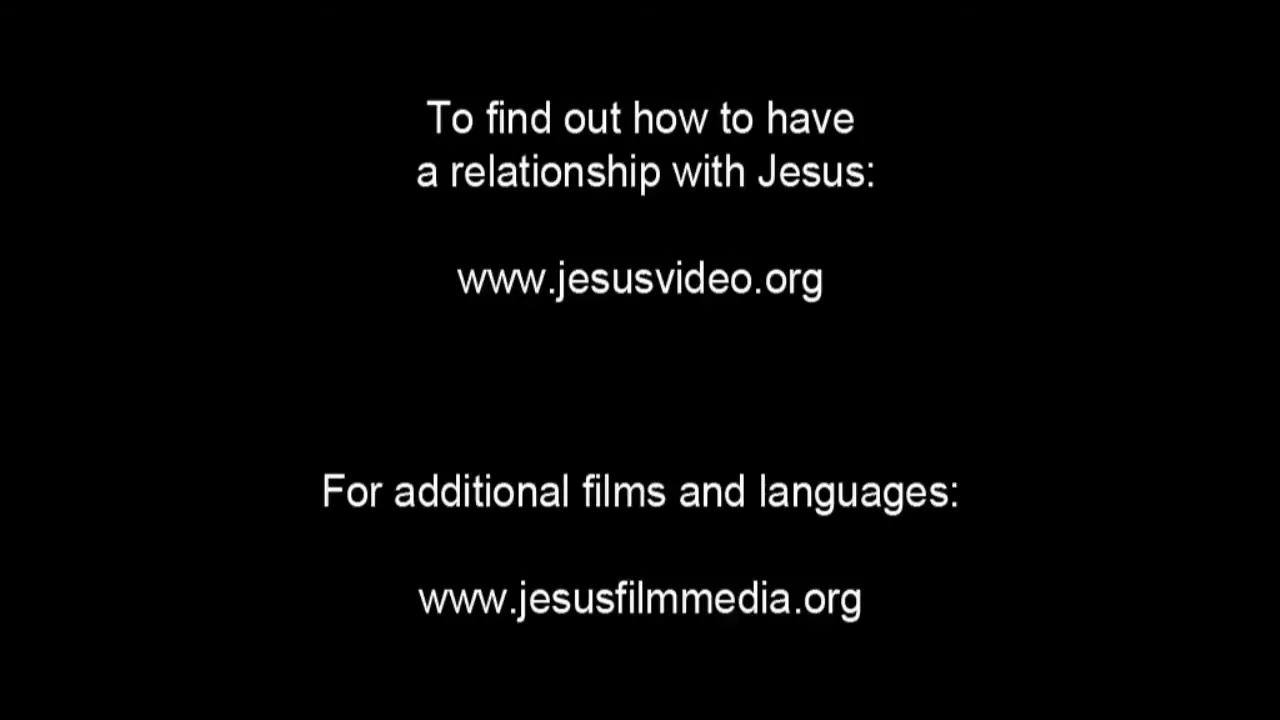 To find out how to have
a relationship with Jesus:
www.jesusvideo.org
For additional films and languages:
www.jesusfilmmedia.org